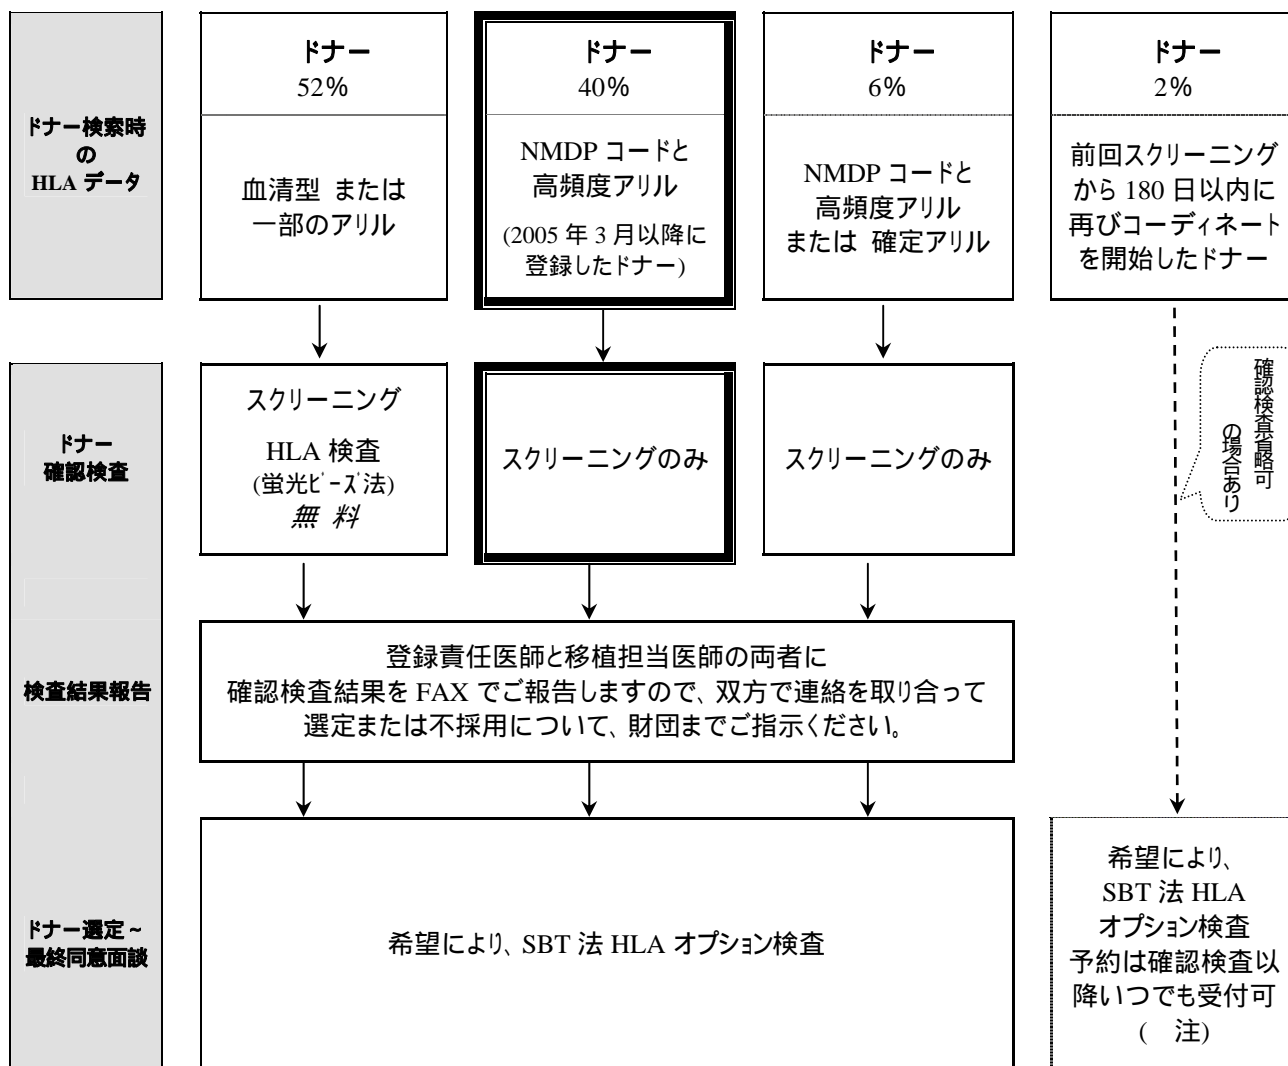 ドナー検索時
の
HLA データ
ドナー
52%
血清型 または
一部のアリル
ドナー
40%
NMDP コードと
高頻度アリル
(2005 年 3 月以降に
登録したドナー)
ドナー
6%
NMDP コードと
高頻度アリル
または 確定アリル
ドナー
2%
前回スクリーニング
から 180 日以内に
再びコーディネート
を開始したドナー
ドナー
確認検査
スクリーニング
HLA 検査
(蛍光ビーズ法)
無 料
スクリーニングのみ
スクリーニングのみ
確認検査省略可
の場合あり
検査結果報告
登録責任医師と移植担当医師の両者に
確認検査結果を FAX でご報告しますので、双方で連絡を取り合って
選定または不採用について、財団までご指示ください。
ドナー選定~
最終同意面談
希望により、SBT 法 HLA オプション検査
希望により、
SBT 法 HLA
オプション検査
予約は確認検査以
降いつでも受付可
( 注)